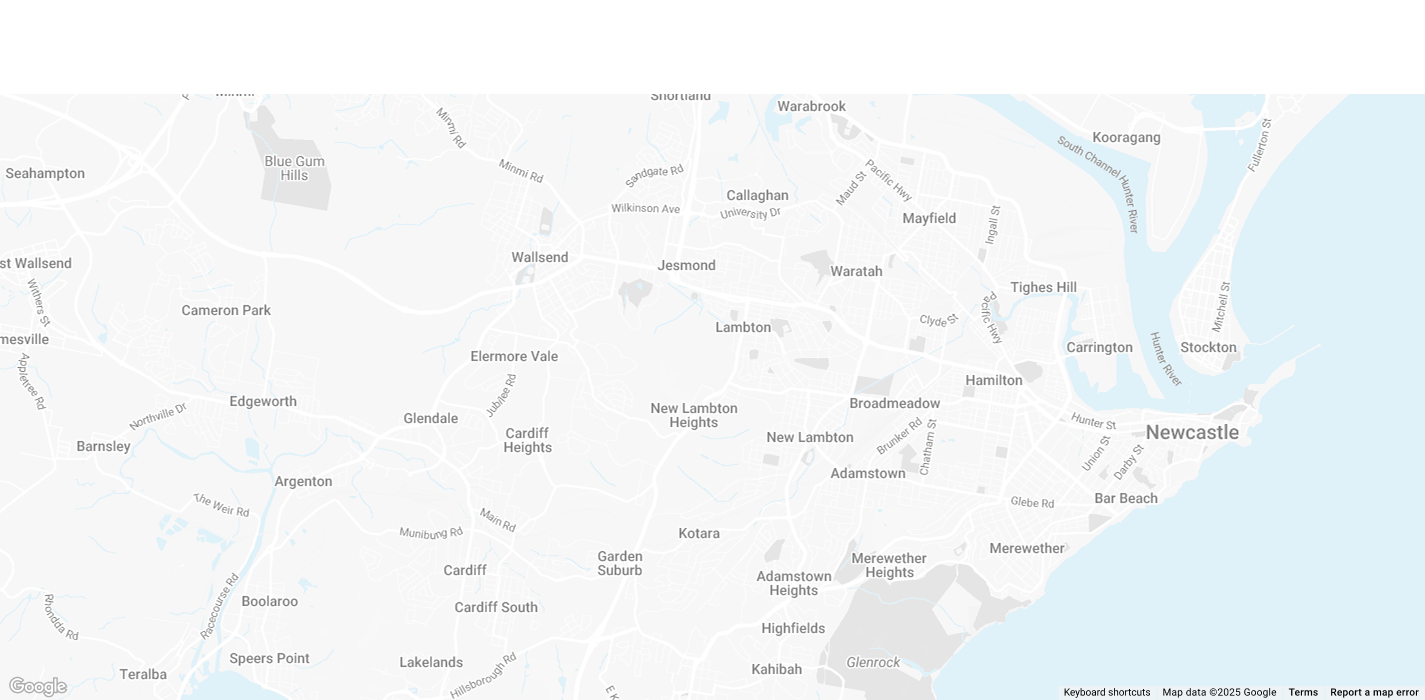 Minmi
Shortland
Warabrook
Kooragang
Fullerton St
Minmi Rd
South Channel Hunter River
Blue Gum
Hills
Seahampton
Minmi Rd
Sandgate Rd
Pacific Hwy
Maud St
Callaghan
Wilkinson Ave
University Dr
Mayfield
Ingall St
Wallsend
st Wallsend
Jesmond
Waratah
Tighes Hill
Withers St
Cameron Park
Mitchell St
Pacific Hwy
Clyde St
Lambton
mesville
Carrington
Hunter River
Stockton
Elermore Vale
Appletree Rd
Hamilton
Jubilee Rd
Edgeworth
Broadmeadow
New Lambton
Heights
Northville Dr
Glendale
Hunter St
Newcastle
Cardiff
Heights
New Lambton
Brunker Rd
Chatham St
Barnsley
Union St
Darby St
Adamstown
Argenton
Bar Beach
Glebe Rd
The Weir Rd
Main Rd
Munibung Rd
Kotara
Merewether
Garden
Suburb
Merewether
Heights
Cardiff
Adamstown
Heights
Racecourse Rd
Boolaroo
Cardiff South
Rhondda Rd
Highfields
Speers Point
Lakelands
Glenrock
Kahibah
Hillsborough Rd
Teralba
E K
Google
Keyboard shortcuts
Map data ©2025 Google
Terms
Report a map error